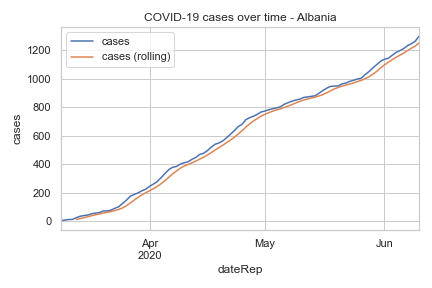 COVID-19 cases over time - Albania
cases
cases (rolling)
cases
1200
1000
800
600
400
200
0
Apr
2020
May
Jun
dateRep